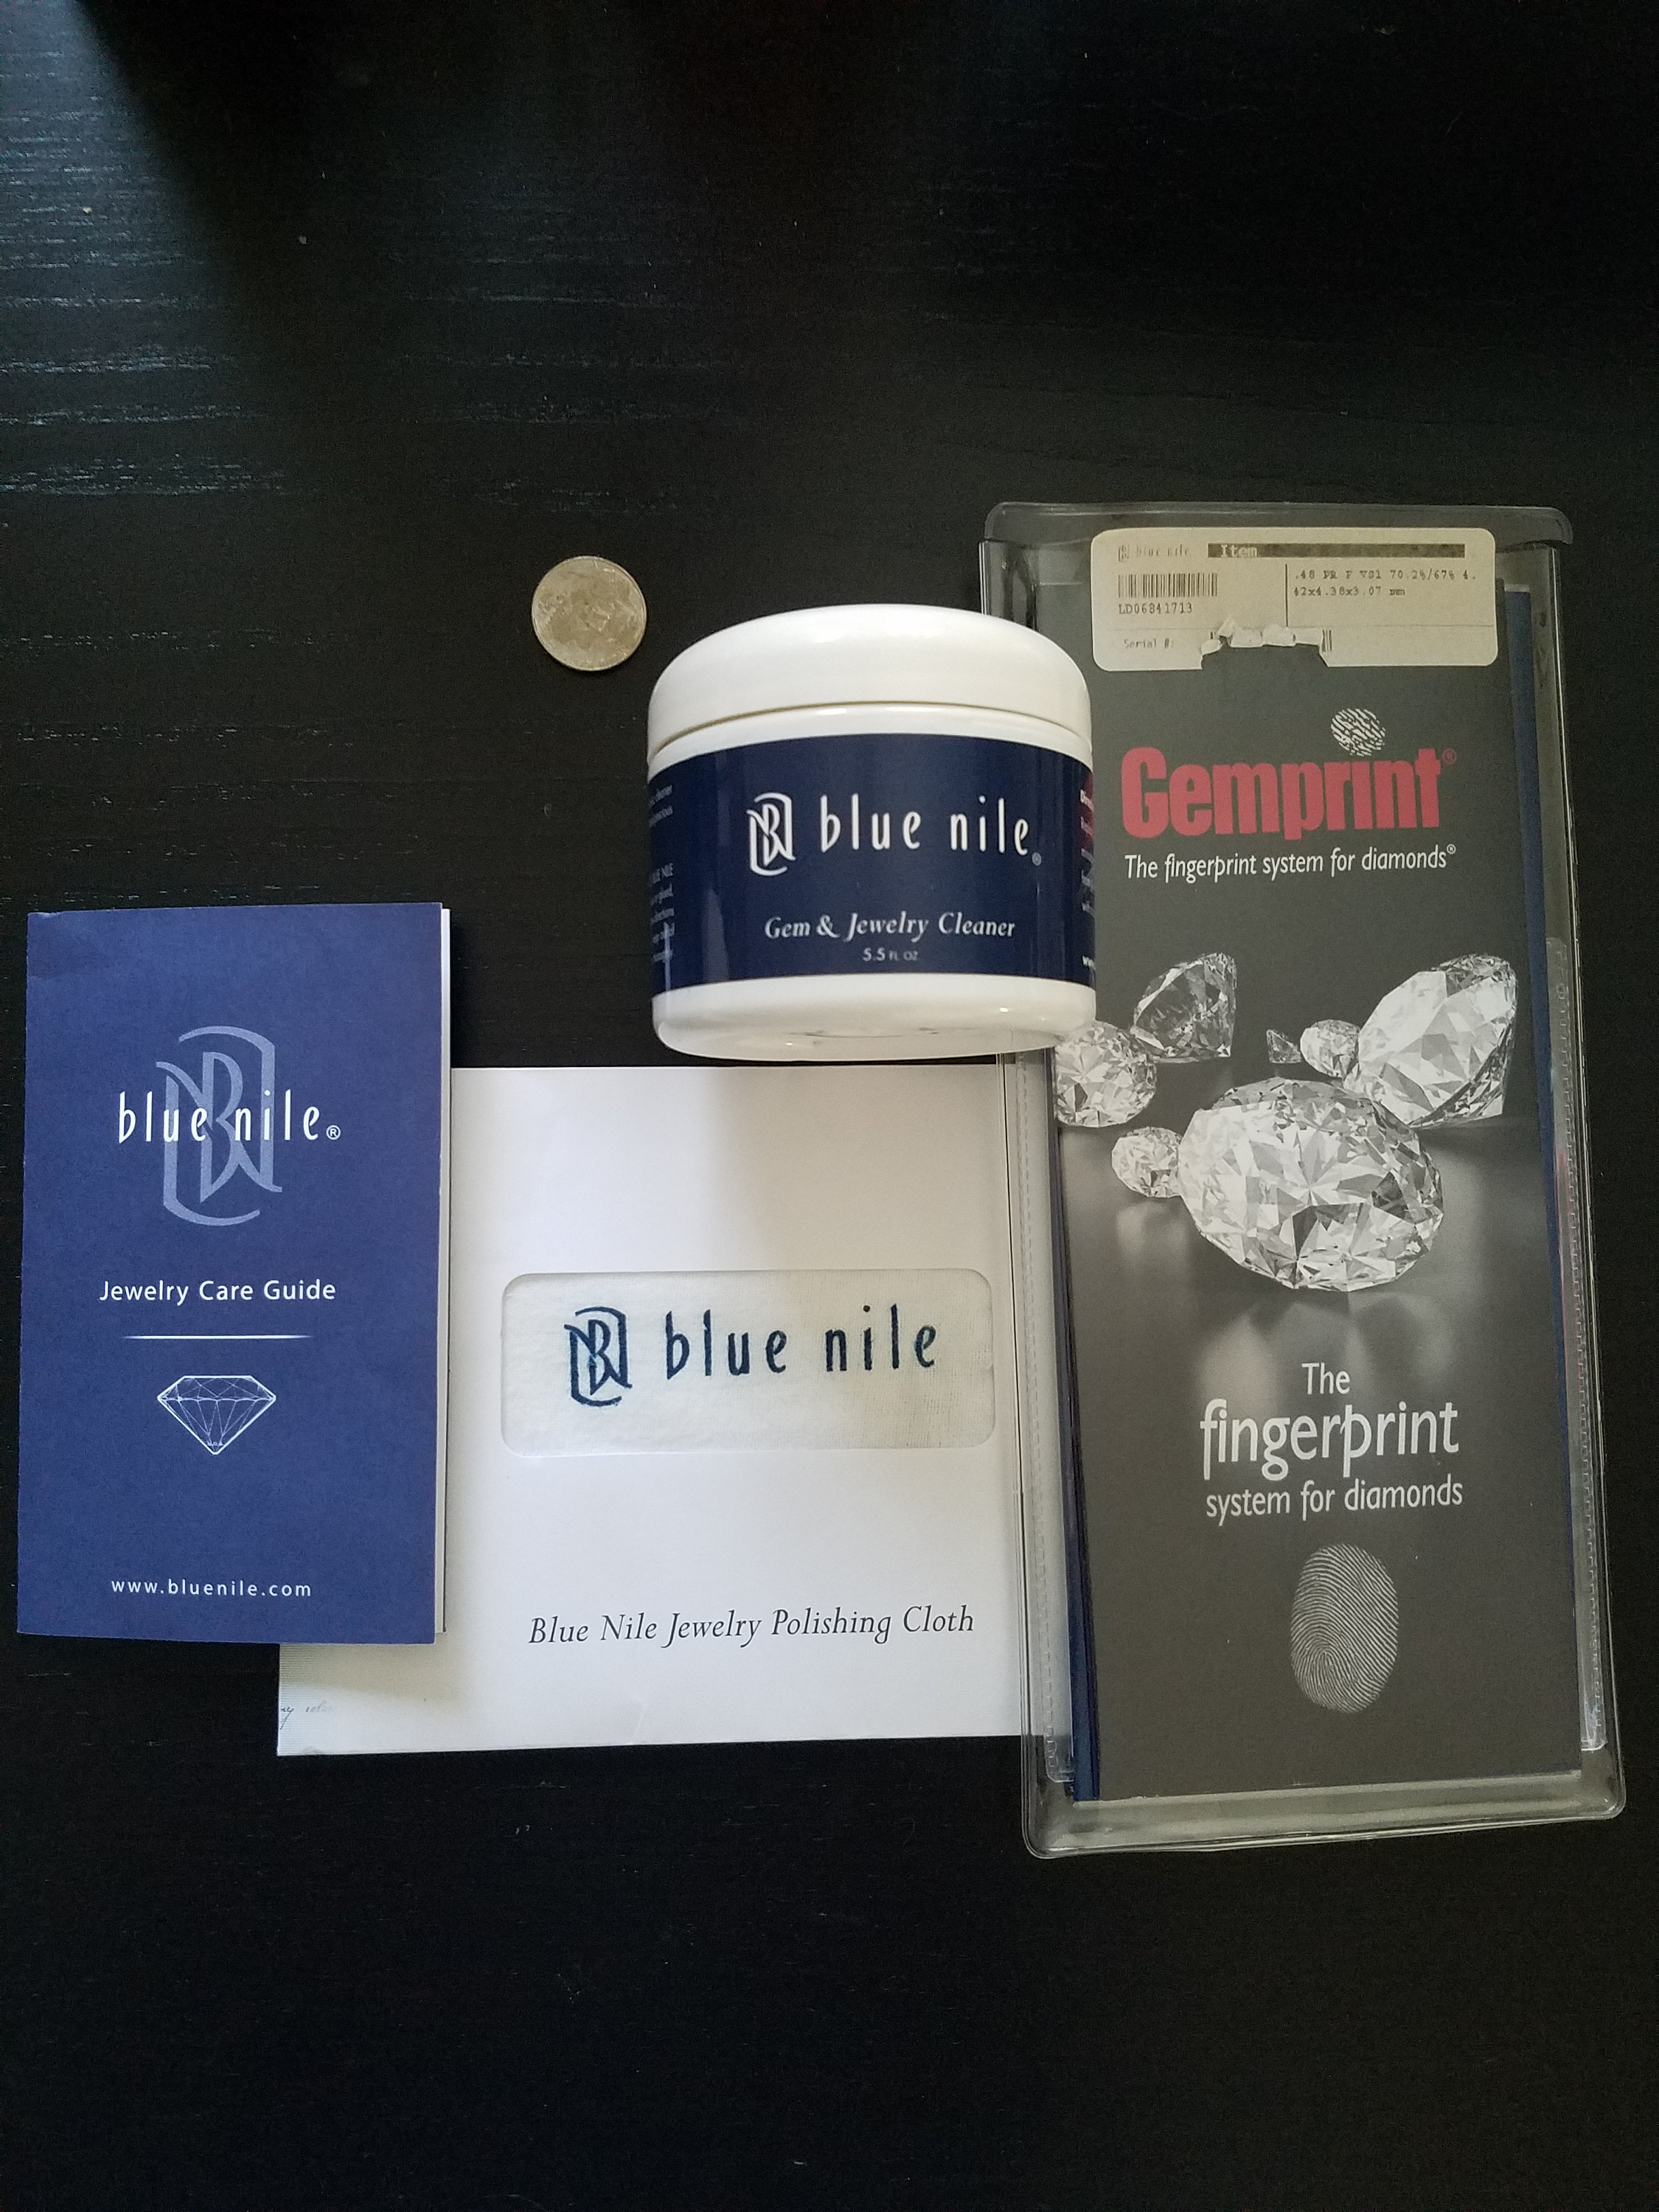 blue nile Item
.48 PR F VS1 70.2%/67% 4.
42x4.38x3.07 mm
LD06841713
Serial #:
Gemprint®
The fingerprint system for diamonds®
The
fingerprint
system for diamonds
blue nile®
Gem & Jewelry Cleaner
5.5 fl oz
blue nile®
Jewelry Care Guide
www.bluenile.com
blue nile
Blue Nile Jewelry Polishing Cloth